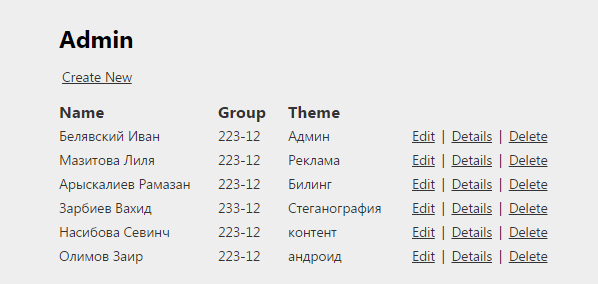 Admin
Create New
Name Group Theme
Белявский Иван 223-12 Админ Edit | Details | Delete
Мазитова Лиля 223-12 Реклама Edit | Details | Delete
Арыскалиев Рамазан 223-12 Билинг Edit | Details | Delete
Зарбиев Вахид 233-12 Стеганография Edit | Details | Delete
Насибова Севинч 223-12 контент Edit | Details | Delete
Олимов Заир 223-12 андроид Edit | Details | Delete